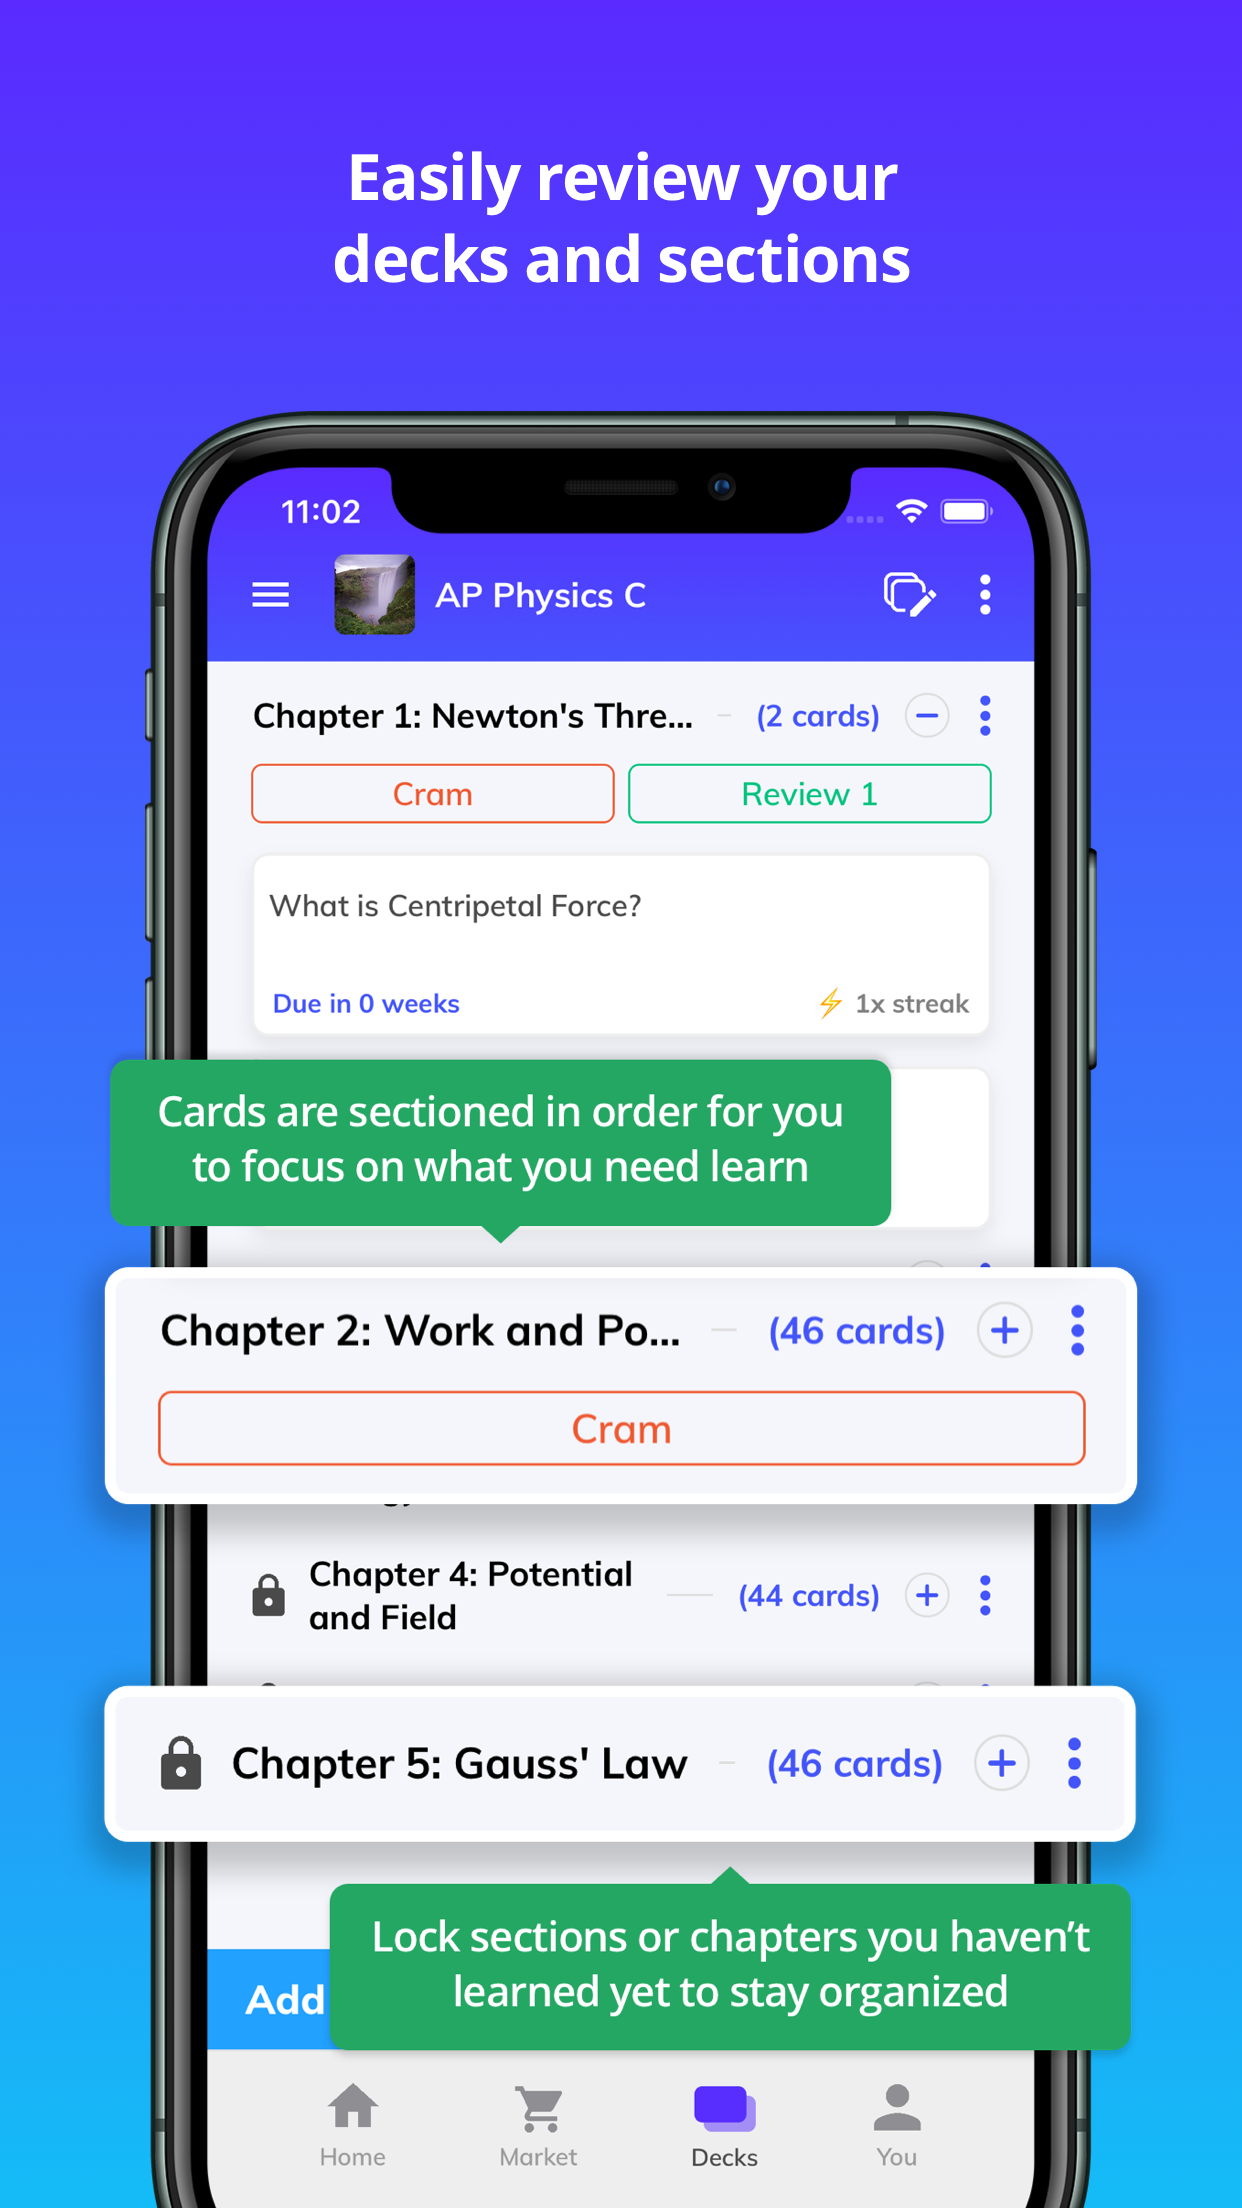 Easily review your
decks and sections
11:02
AP Physics C
Chapter 1: Newton's Thre... (2 cards)
Cram Review 1
What is Centripetal Force?
Due in 0 weeks 1x streak
Cards are sectioned in order for you
to focus on what you need learn
Chapter 2: Work and Po... (46 cards)
Cram
Chapter 4: Potential
and Field
(44 cards)
Chapter 5: Gauss' Law (46 cards)
Lock sections or chapters you haven’t
learned yet to stay organized
Add
Home Market Decks You